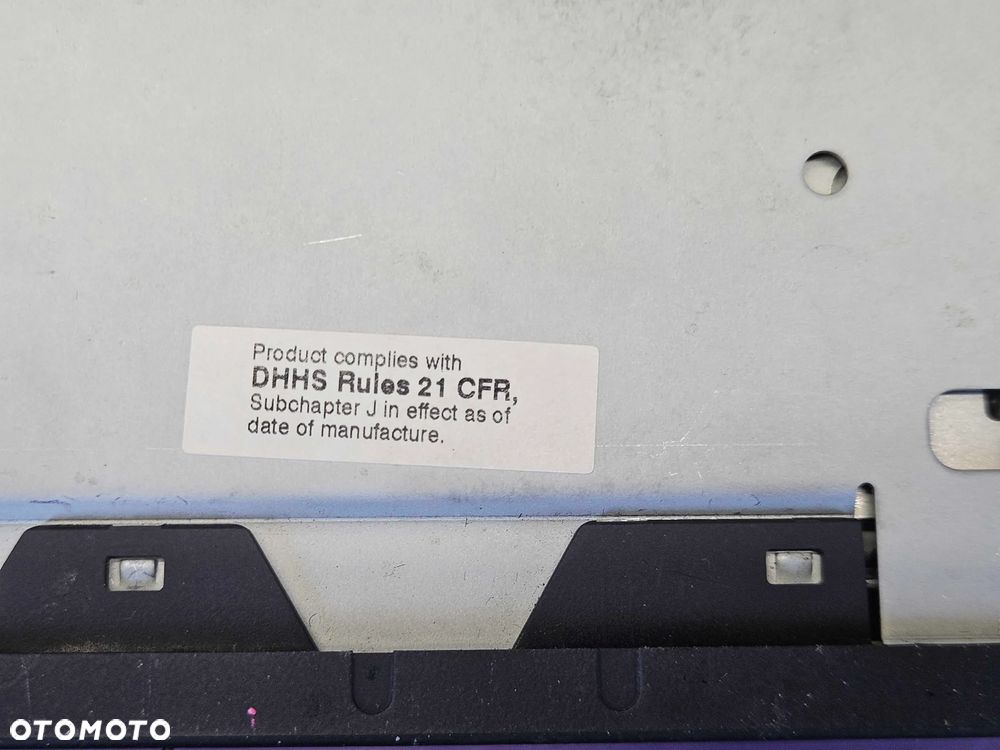 Product complies with
DHHS Rules 21 CFR,
Subchapter J in effect as of
date of manufacture.
OTOMOTO